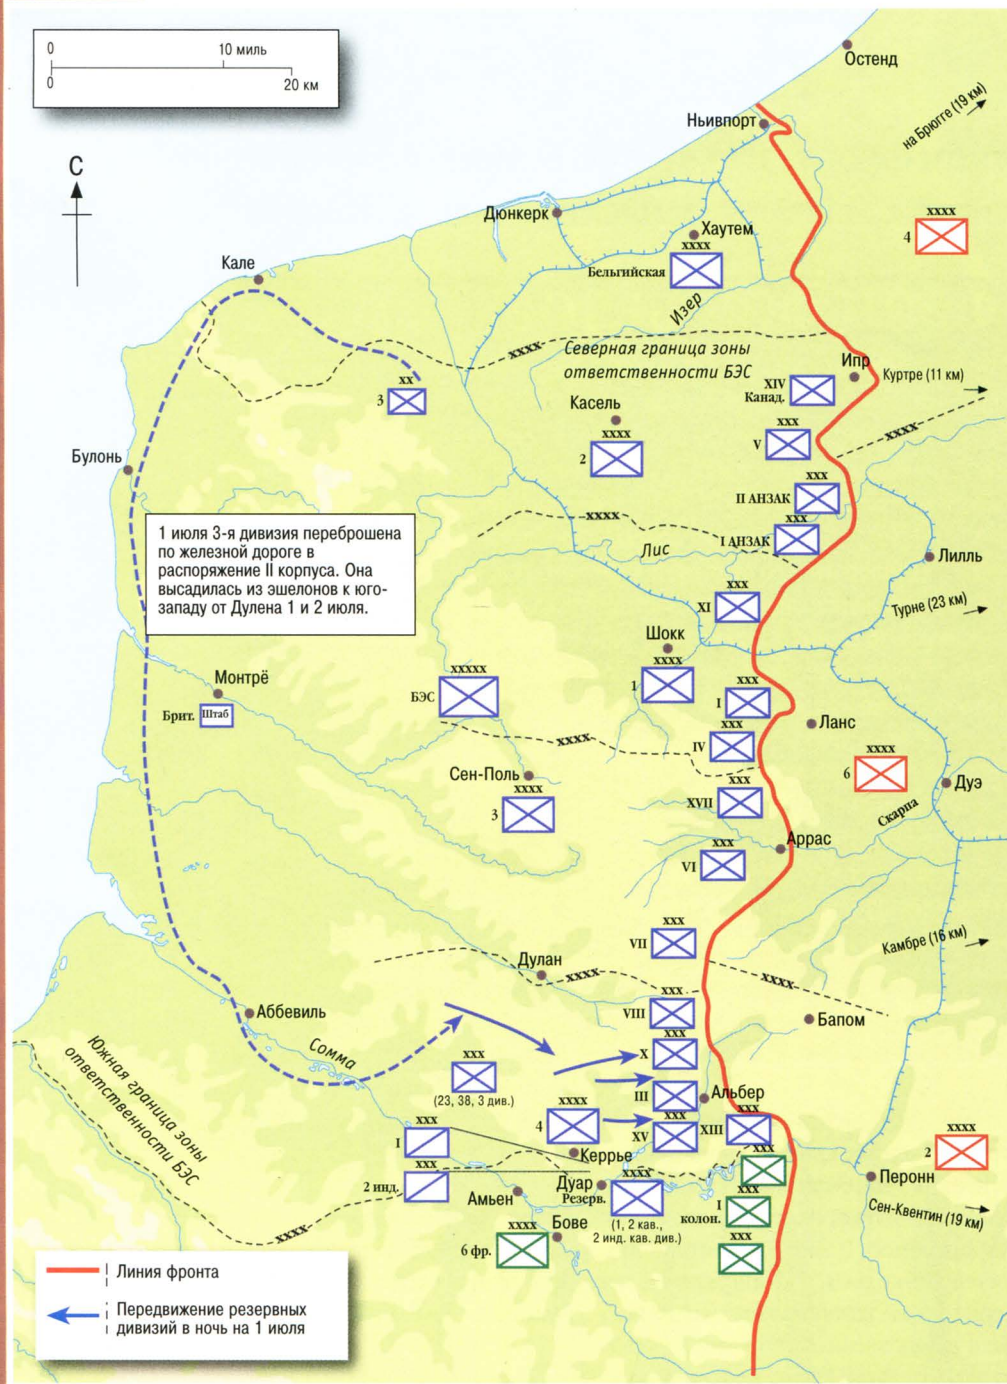 0 10 миль
0 20 км
С
Остенд
на Брюгге (19 км)
Ньивпорт
Дюнкерк
Хаутем
xxxx
4
xxxx
Бельгийская
Кале
Изер
xxxx
Северная граница зоны
ответственности БЭС
Ипр
Куртре (11 км)
xx
3
XIV
Канад.
Касель
xxxx
2
xxx
V
xxxx
xxx
II АНЗАК
Булонь
xxxx
xxx
I АНЗАК
Лис
Лилль
1 июля 3-я дивизия переброшена
по железной дороге в
распоряжение II корпуса. Она
высадилась из эшелонов к юго-
западу от Дулена 1 и 2 июля.
xxx
XI
Турне (23 км)
Шокк
xxxx
1
xxxxx
БЭС
Монтрё
Брит. Штаб
xxx
I
Ланс
xxx
IV
xxxx
xxxx
6
Сен-Поль
xxxx
3
Дуэ
xxx
XVII
Скарпа
Аррас
xxx
VI
xxx
VII
Камбре (16 км)
Дулан
xxxx
xxxx
Аббевиль
xxx
VIII
Бапом
Сомма
xxx
X
Южная граница зоны
ответственности БЭС
xxx
(23, 38, 3 див.)
xxx
III
Альбер
xxxx
4
xxx
XV
xxx
XIII
xxx
I
Керрье
xxxx
2
xxx
2 инд.
Дуар
Резерв.
xxxx
(1, 2 кав.,
2 инд. кав. див.)
xxx
Перонн
Амьен
xxx
I
колон.
Сен-Квентин (19 км)
xxxx
Бове
xxxx
6 фр.
xxx
Линия фронта
Передвижение резервных
дивизий в ночь на 1 июля